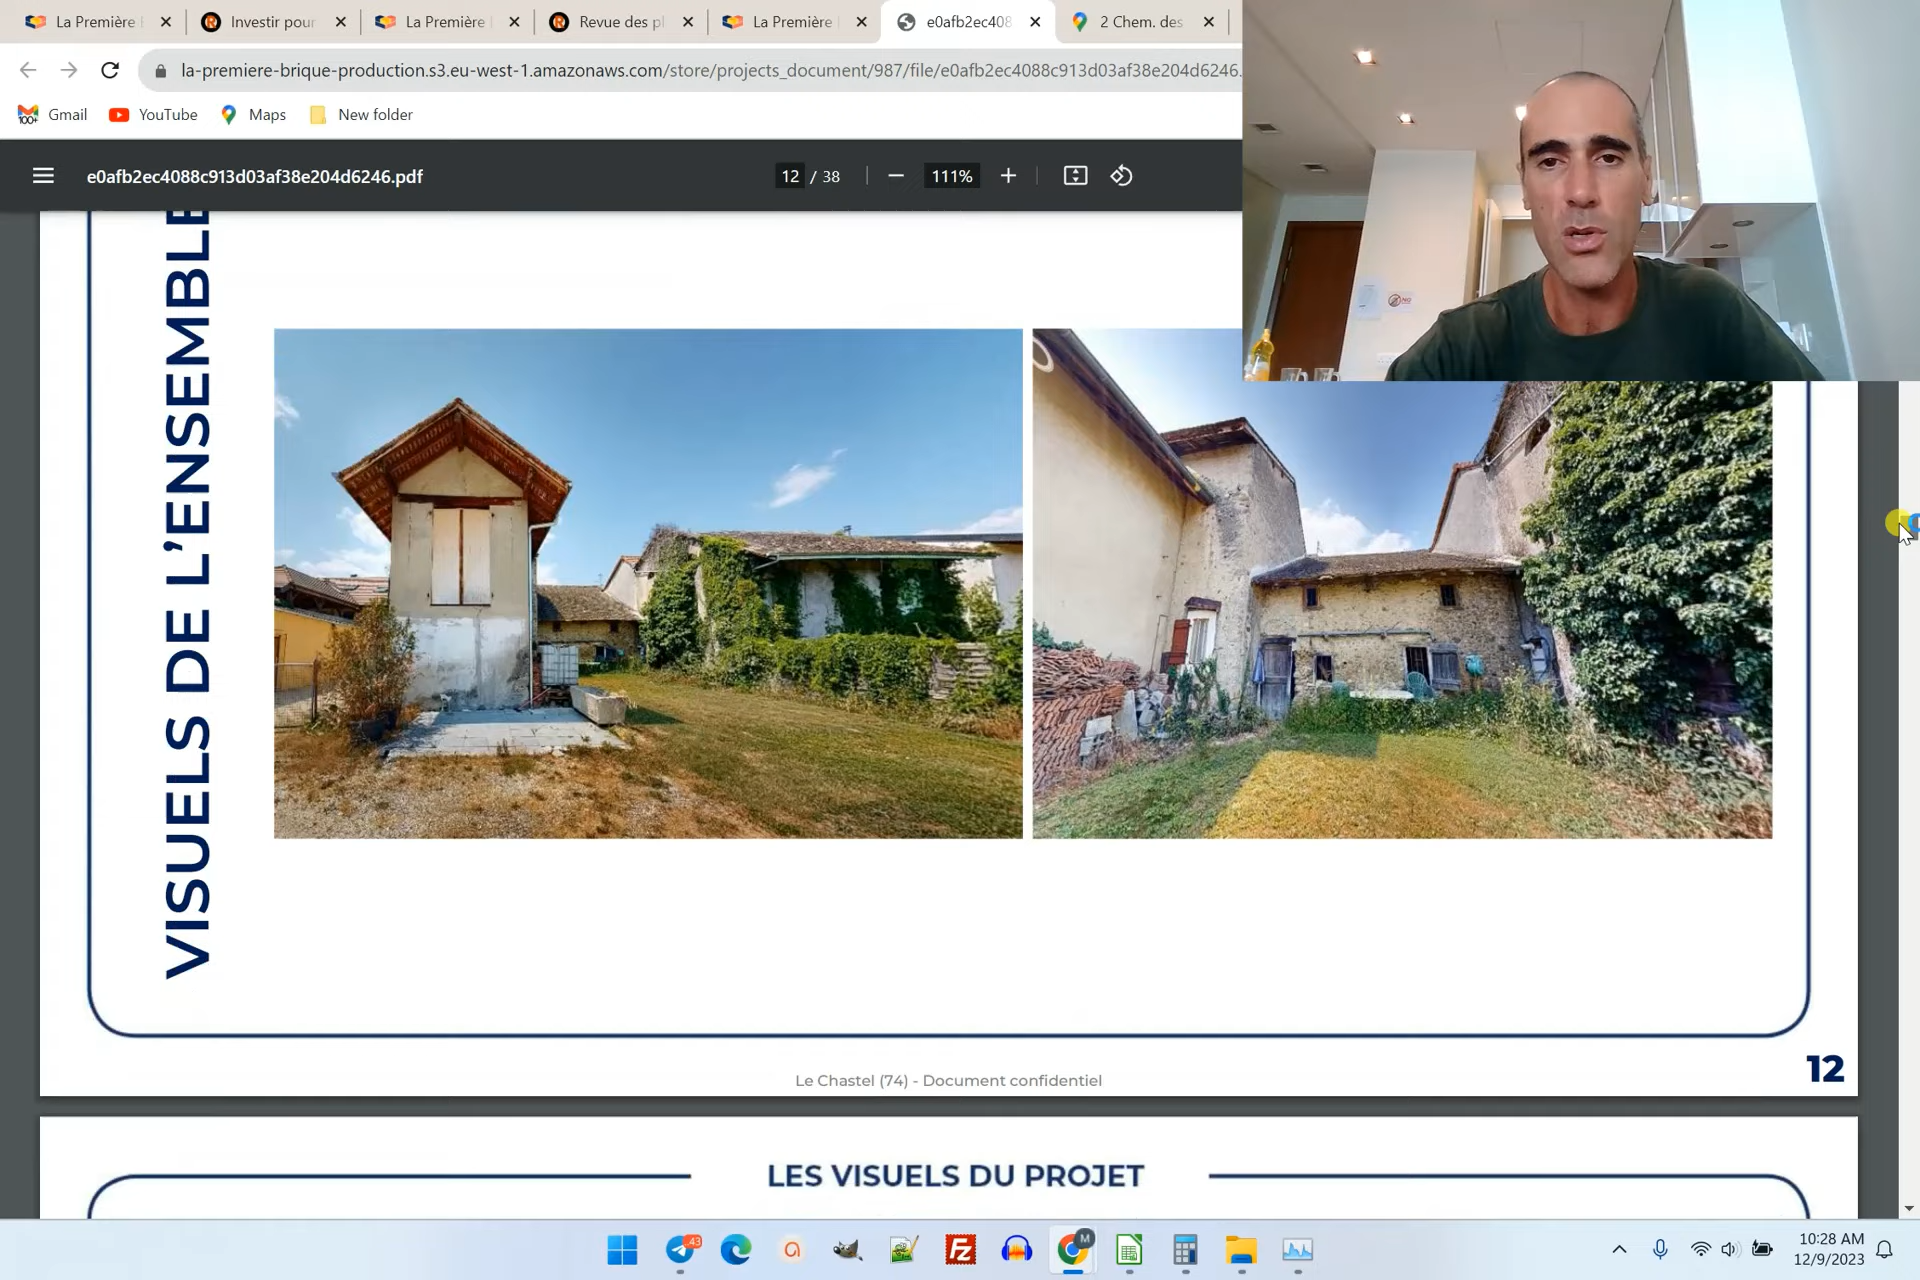 La Première
Investir pour
La Première
Revue des pl
La Première
e0afb2ec408
2 Chem. des
la-premiere-brique-production.s3.eu-west-1.amazonaws.com/store/projects_document/987/file/e0afb2ec4088c913d03af38e204d6246.
Gmail
YouTube
Maps
New folder
e0afb2ec4088c913d03af38e204d6246.pdf
12 / 38
111%
NO
VISUELS DE L'ENSEMBLE
Le Chastel (74) - Document confidentiel
12
LES VISUELS DU PROJET
43
M
10:28 AM
12/9/2023